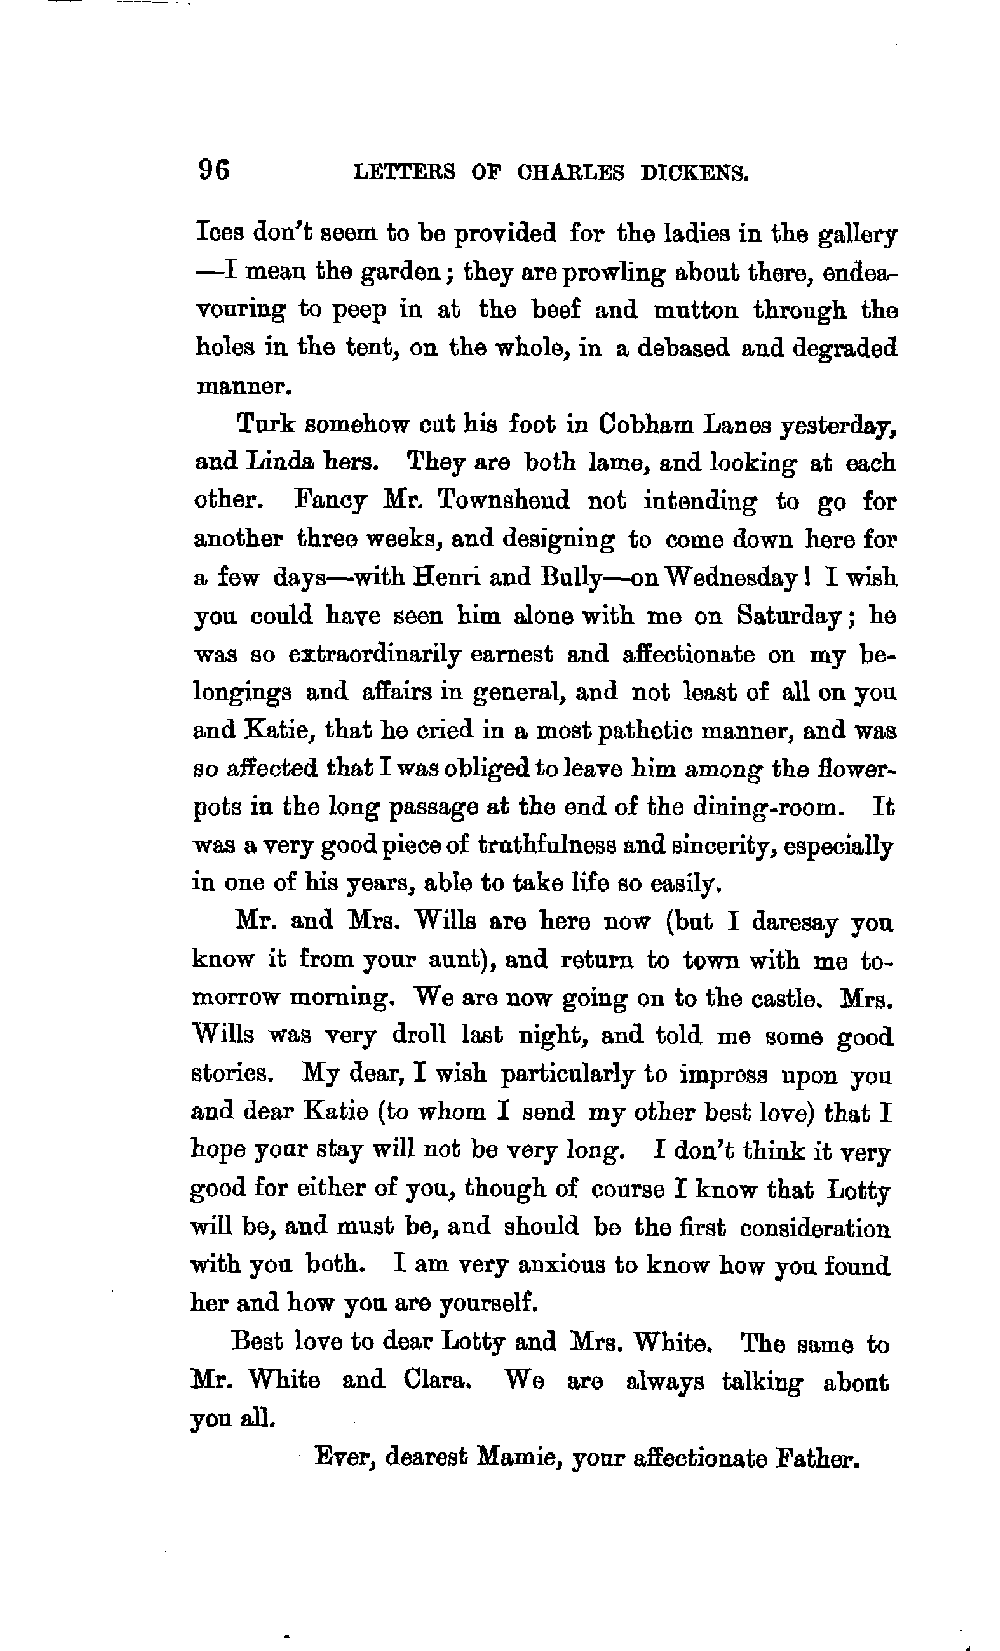 96 LETTERS OF CHARLES DICKENS.
Ices don't seem to be provided for the ladies in the gallery
—I mean the garden; they are prowling about there, endea-
vouring to peep in at the beef and mutton through the
holes in the tent, on the whole, in a debased and degraded
manner.
Turk somehow cut his foot in Cobham Lanes yesterday,
and Linda hers. They are both lame, and looking at each
other. Fancy Mr. Townshend not intending to go for
another three weeks, and designing to come down here for
a few days—with Henri and Bully—on Wednesday! I wish
you could have seen him alone with me on Saturday; he
was so extraordinarily earnest and affectionate on my be-
longings and affairs in general, and not least of all on you
and Katie, that he cried in a most pathetic manner, and was
so affected that I was obliged to leave him among the flower-
pots in the long passage at the end of the dining-room. It
was a very good piece of truthfulness and sincerity, especially
in one of his years, able to take life so easily.
Mr. and Mrs. Wills are here now (but I daresay you
know it from your aunt), and return to town with me to-
morrow morning. We are now going on to the castle. Mrs.
Wills was very droll last night, and told me some good
stories. My dear, I wish particularly to impress upon you
and dear Katie (to whom I send my other best love) that I
hope your stay will not be very long. I don't think it very
good for either of you, though of course I know that Lotty
will be, and must be, and should be the first consideration
with you both. I am very anxious to know how you found
her and how you are yourself.
Best love to dear Lotty and Mrs. White. The same to
Mr. White and Clara. We are always talking about
you all.
Ever, dearest Mamie, your affectionate Father.